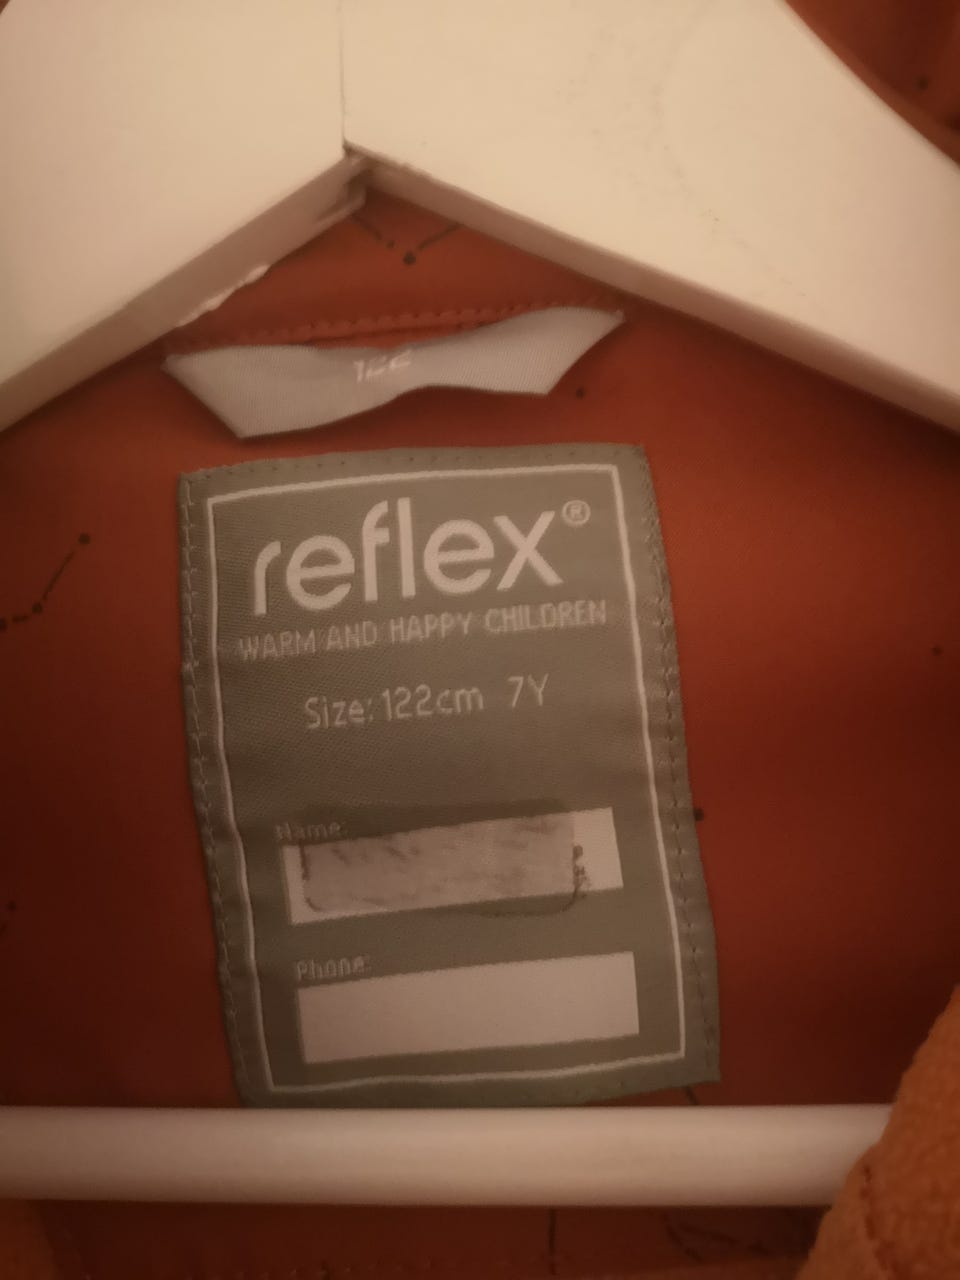 122
reflex®
WARM AND HAPPY CHILDREN
Size: 122cm 7Y
Name:
Phone: